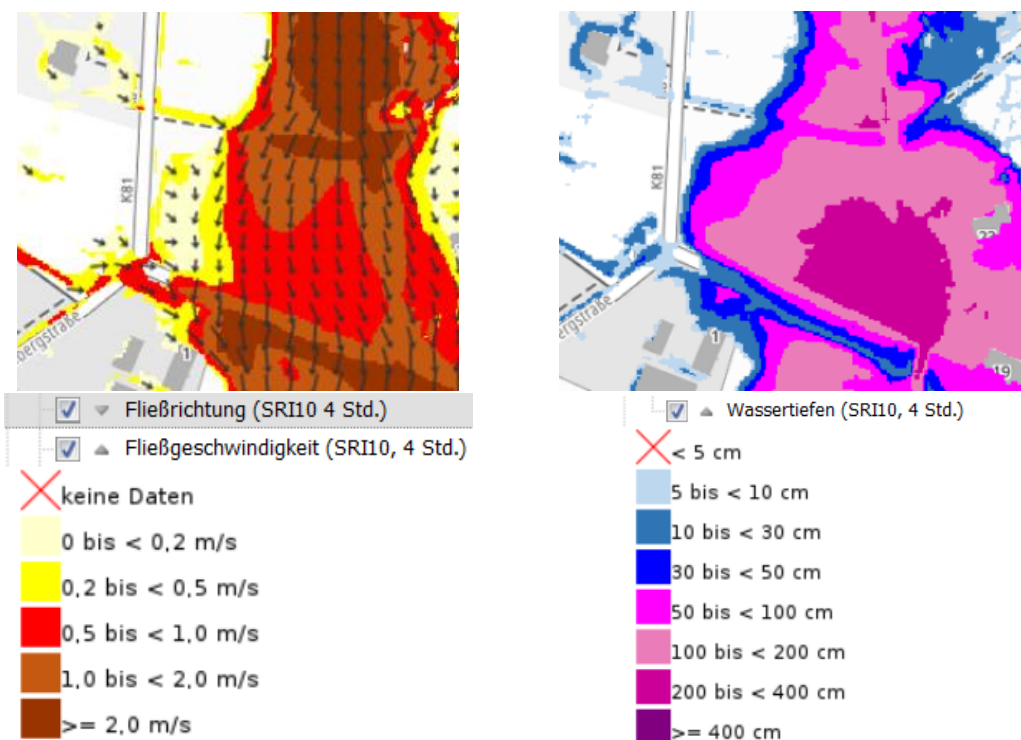 K81
bergstraße
1
Fließrichtung (SRI10 4 Std.)
Fließgeschwindigkeit (SRI10, 4 Std.)
keine Daten
0 bis < 0,2 m/s
0,2 bis < 0,5 m/s
0,5 bis < 1,0 m/s
1,0 bis < 2,0 m/s
>= 2,0 m/s
K81
22
bergstraße
1
19
Wassertiefen (SRI10, 4 Std.)
< 5 cm
5 bis < 10 cm
10 bis < 30 cm
30 bis < 50 cm
50 bis < 100 cm
100 bis < 200 cm
200 bis < 400 cm
>= 400 cm